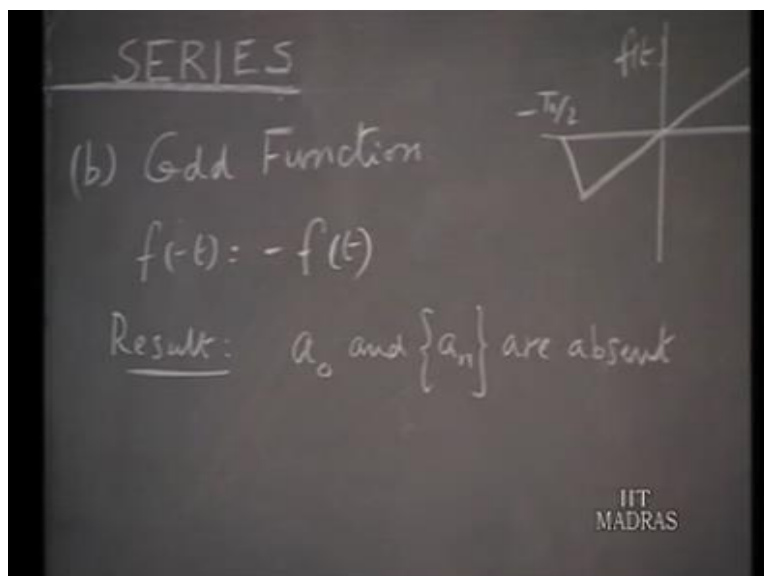 SERIES
f(t)
-T₀/2
(b) Odd Function
f(-t) = - f(t)
Result: a₀ and {aₙ} are absent
IIT
MADRAS